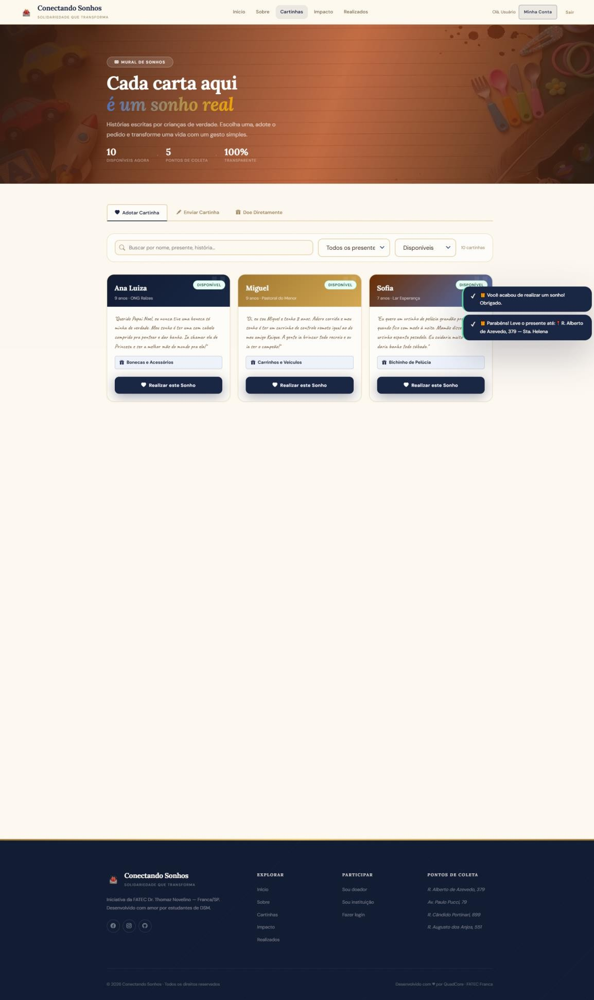 Conectando Sonhos
SOLIDARIEDADE QUE TRANSFORMA
Início
Sobre
Cartinhas
Impacto
Realizados
Olá, Usuário
Minha Conta
Sair
MURAL DE SONHOS
Cada carta aqui
é um sonho real
Histórias escritas por crianças de verdade. Escolha uma, adote o
pedido e transforme uma vida com um gesto simples.
10
DISPONÍVEIS AGORA
5
PONTOS DE COLETA
100%
TRANSPARENTE
Adotar Cartinha
Enviar Cartinha
Doe Diretamente
Buscar por nome, presente, história...
Todos os presente
Disponíveis
10 cartinhas
Ana Luiza
DISPONÍVEL
9 anos · ONG Raízes
"Querido Papai Noel, eu nunca tive uma boneca só
minha de verdade. Meu sonho é ter uma com cabelo
comprido pra pentear e dar banho. Ia chamar ela de
Princesa e ser a melhor mãe do mundo pra ela!"
Bonecas e Acessórios
Realizar este Sonho
Miguel
DISPONÍVEL
9 anos · Pastoral do Menor
"Oi, eu sou Miguel e tenho 8 anos. Adoro corrida e meu
sonho é ter um carrinho de controle remoto igual ao do
meu amigo Kaique. A gente ia brincar todo recreio e eu
ia ser o campeão!"
Carrinhos e Veículos
Realizar este Sonho
Sofia
DISPONÍVEL
7 anos · Lar Esperança
"Eu quero um ursinho de pelúcia grandão
quando fico com medo à noite. Mamãe disse
ursinho espanta pesadelo. Eu cuidaria muito
daria banho todo sábado."
Bichinho de Pelúcia
Realizar este Sonho
Você acabou de realizar um sonho!
Obrigado.
Parabéns! Leve o presente até: R. Alberto
de Azevedo, 379 — Sta. Helena
Conectando Sonhos
SOLIDARIEDADE QUE TRANSFORMA
Iniciativa da FATEC Dr. Thomaz Novelino — Franca/SP.
Desenvolvido com amor por estudantes de DSM.
EXPLORAR
Início
Sobre
Cartinhas
Impacto
Realizados
PARTICIPAR
Sou doador
Sou instituição
Fazer login
PONTOS DE COLETA
R. Alberto de Azevedo, 379
Av. Paulo Pucci, 79
R. Cândido Portinari, 899
R. Augusto dos Anjos, 551
© 2026 Conectando Sonhos · Todos os direitos reservados
Desenvolvido com ♥ por QuadCore · FATEC Franca